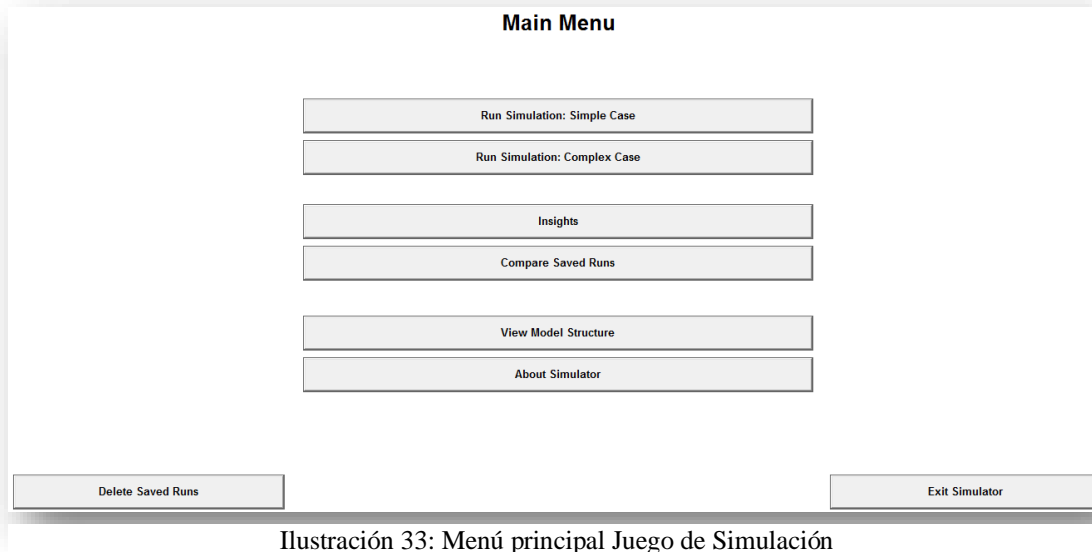 Main Menu
Run Simulation: Simple Case
Run Simulation: Complex Case
Insights
Compare Saved Runs
View Model Structure
About Simulator
Delete Saved Runs
Exit Simulator
Ilustración 33: Menú principal Juego de Simulación